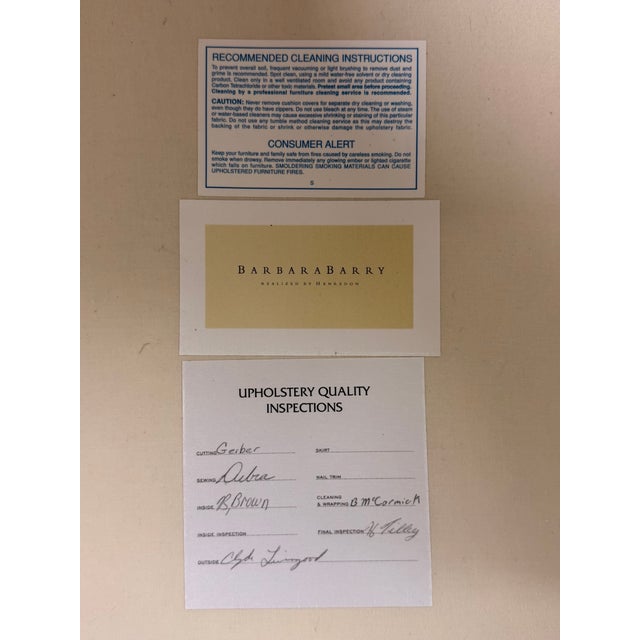 RECOMMENDED CLEANING INSTRUCTIONS
To prevent overall soil, frequent vacuuming or light brushing to remove dust and
grime is recommended. Spot clean, using a mild water-free solvent or dry cleaning
product. Clean only in a well ventilated room and avoid any product containing
Carbon Tetrachloride or other toxic materials. Pretest small area before proceeding.
Cleaning by a professional furniture cleaning service is recommended.
CAUTION: Never remove cushion covers for separate dry cleaning or washing,
even though they do have zippers. Do not use bleach at any time. The use of steam
or water-based cleaners may cause excessive shrinking or staining of this particular
fabric. Do not use any tumble method cleaning service as this may destroy the
backing of the fabric or shrink or otherwise damage the upholstery fabric.
CONSUMER ALERT
Keep your furniture and family safe from fires caused by careless smoking. Do not
smoke when drowsy. Remove immediately any glowing ember or lighted cigarette
which falls on furniture. SMOLDERING SMOKING MATERIALS CAN CAUSE
UPHOLSTERED FURNITURE FIRES.
S
BARBARA BARRY
REALIZED BY HENREDON
UPHOLSTERY QUALITY
INSPECTIONS
CUTTING Geiber SKIRT
SEWING Debra NAIL TRIM
INSIDE B, BROWN CLEANING & WRAPPING B McCormick
INSIDE INSPECTION FINAL INSPECTION H Tilley
OUTSIDE Clyde Livingood